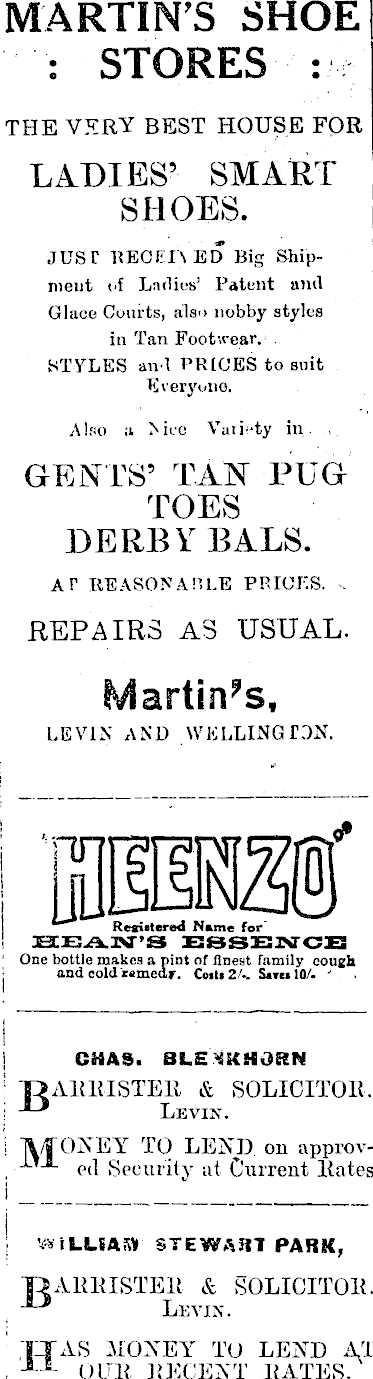 MARTIN'S SHOE
: STORES :
THE VERY BEST HOUSE FOR
LADIES' SMART
SHOES.
JUST RECEIVED Big Ship-
ment of Ladies' Patent and
Glace Courts, also nobby styles
in Tan Footwear.
STYLES and PRICES to suit
Everyone.
Also a Nice Variety in
GENTS' TAN PUG
TOES
DERBY BALS.
AT REASONABLE PRICES.
REPAIRS AS USUAL.
Martin's,
LEVIN AND WELLINGTON.
"HEENZO"
Registered Name for
HEAN'S ESSENCE
One bottle makes a pint of finest family cough
and cold remedy. Costs 2/-. Saves 10/-
CHAS. BLENKHORN
BARRISTER & SOLICITOR.
LEVIN.
MONEY TO LEND on approv-
ed Security at Current Rates
WILLIAM STEWART PARK,
BARRISTER & SOLICITOR.
LEVIN.
HAS MONEY TO LEND AT
OUR RECENT RATES.